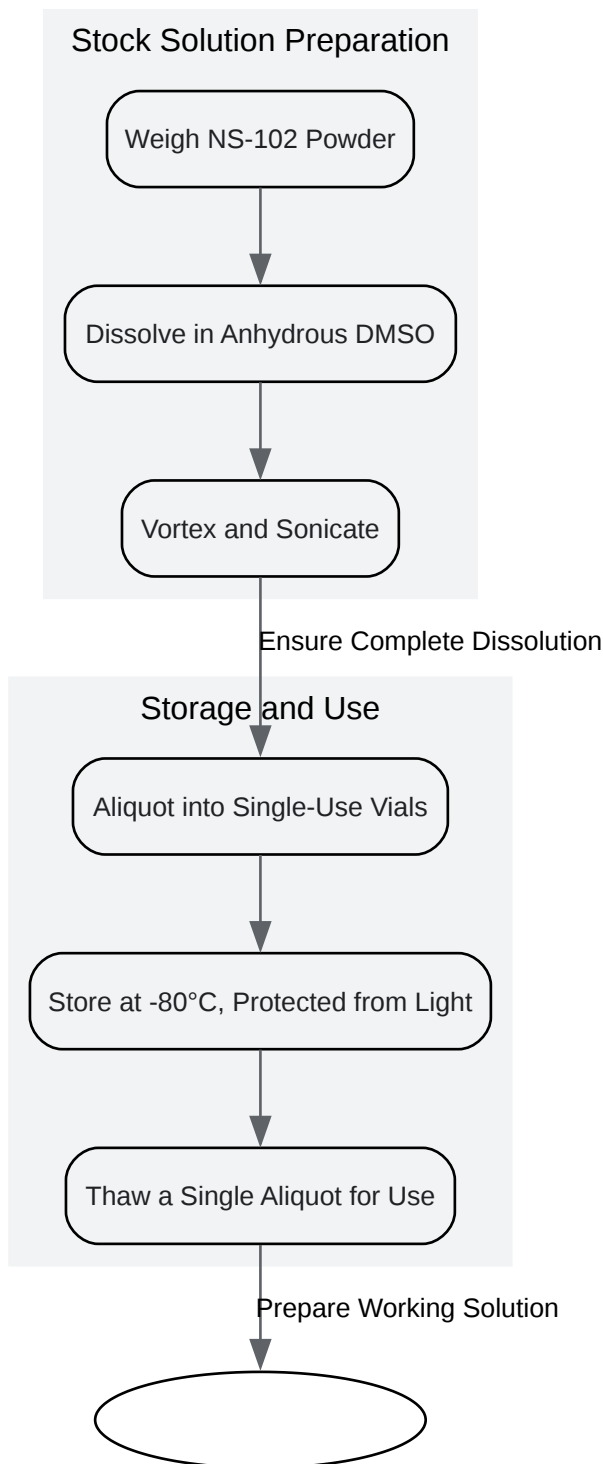 Stock Solution Preparation
Weigh NS-102 Powder
Dissolve in Anhydrous DMSO
Vortex and Sonicate
Ensure Complete Dissolution
Storage and Use
Aliquot into Single-Use Vials
Store at -80°C, Protected from Light
Thaw a Single Aliquot for Use
Prepare Working Solution